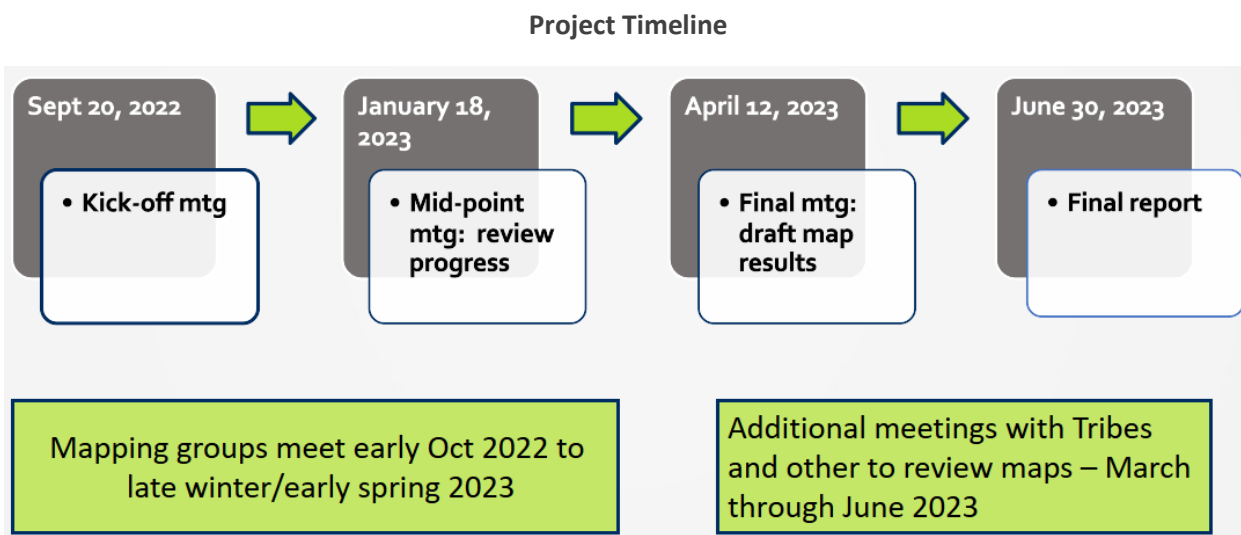 Project Timeline
Sept 20, 2022
• Kick-off mtg
January 18,
2023
• Mid-point
mtg: review
progress
April 12, 2023
• Final mtg:
draft map
results
June 30, 2023
• Final report
Mapping groups meet early Oct 2022 to
late winter/early spring 2023
Additional meetings with Tribes
and other to review maps – March
through June 2023